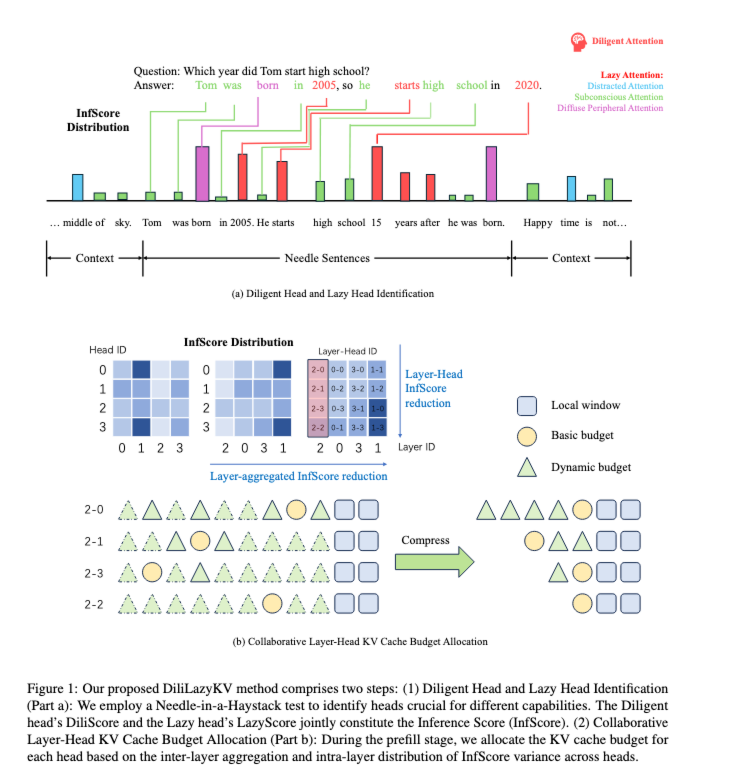 Diligent Attention
Question: Which year did Tom start high school?
Lazy Attention:
Answer: Tom was born in 2005, so he starts high school in 2020.
Distracted Attention
Subconscious Attention
Diffuse Peripheral Attention
InfScore
Distribution
... middle of sky. Tom was born in 2005. He starts high school 15 years after he was born. Happy time is not...
Context Needle Sentences Context
(a) Diligent Head and Lazy Head Identification
InfScore Distribution
Head ID
Layer-Head ID
0 0 2-0 0-0 3-0 1-1
1 1 2-1 0-2 3-2 1-2
2 2 2-3 0-3 3-1 1-0
3 3 2-2 0-1 3-3 1-3
0 1 2 3 2 0 3 1 2 0 3 1 Layer ID
Layer-Head
InfScore
reduction
Layer-aggregated InfScore reduction
Local window
Basic budget
Dynamic budget
2-0
2-1
2-3
2-2
Compress
(b) Collaborative Layer-Head KV Cache Budget Allocation
Figure 1: Our proposed DiliLazyKV method comprises two steps: (1) Diligent Head and Lazy Head Identification
(Part a): We employ a Needle-in-a-Haystack test to identify heads crucial for different capabilities. The Diligent
head's DiliScore and the Lazy head's LazyScore jointly constitute the Inference Score (InfScore). (2) Collaborative
Layer-Head KV Cache Budget Allocation (Part b): During the prefill stage, we allocate the KV cache budget for
each head based on the inter-layer aggregation and intra-layer distribution of InfScore variance across heads.